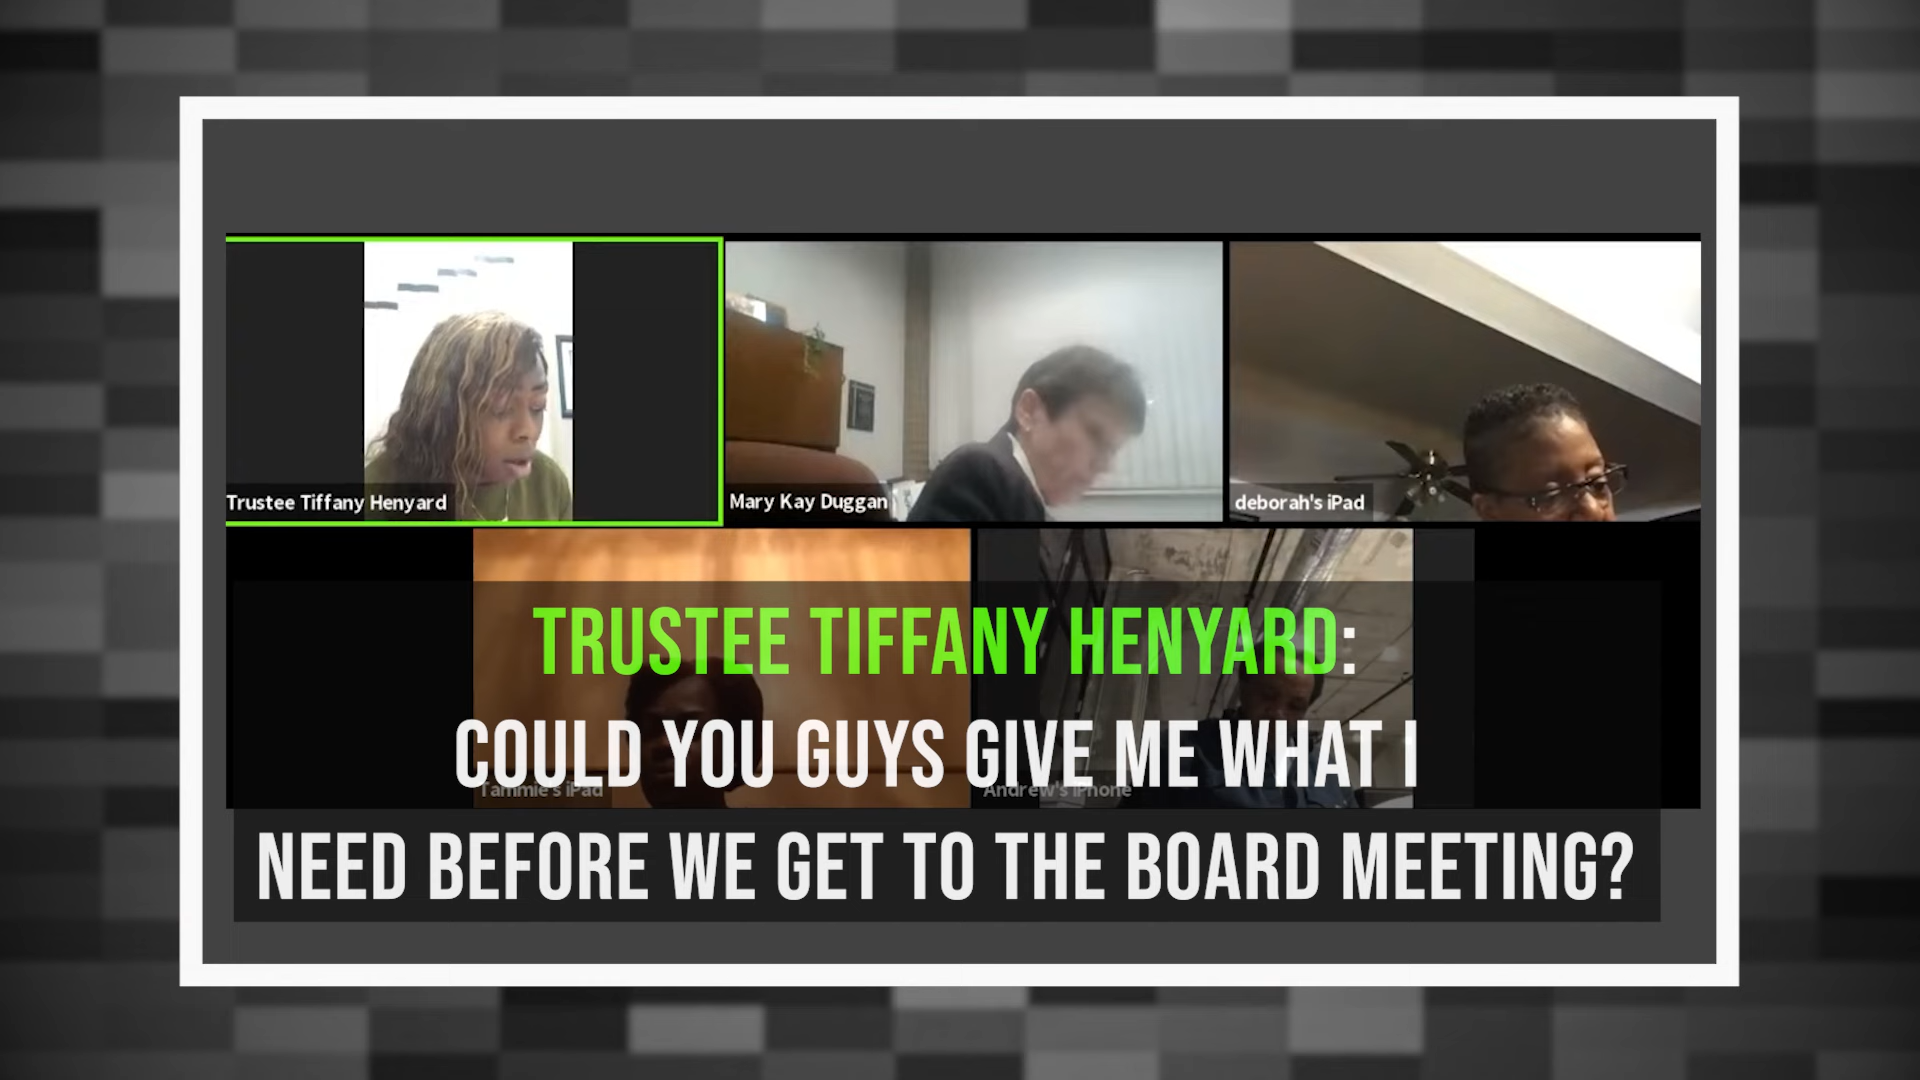 Trustee Tiffany Henyard
Mary Kay Duggan
deborah's iPad
TRUSTEE TIFFANY HENYARD:
COULD YOU GUYS GIVE ME WHAT I
Tammie's iPad
Andrew's iPhone
NEED BEFORE WE GET TO THE BOARD MEETING?